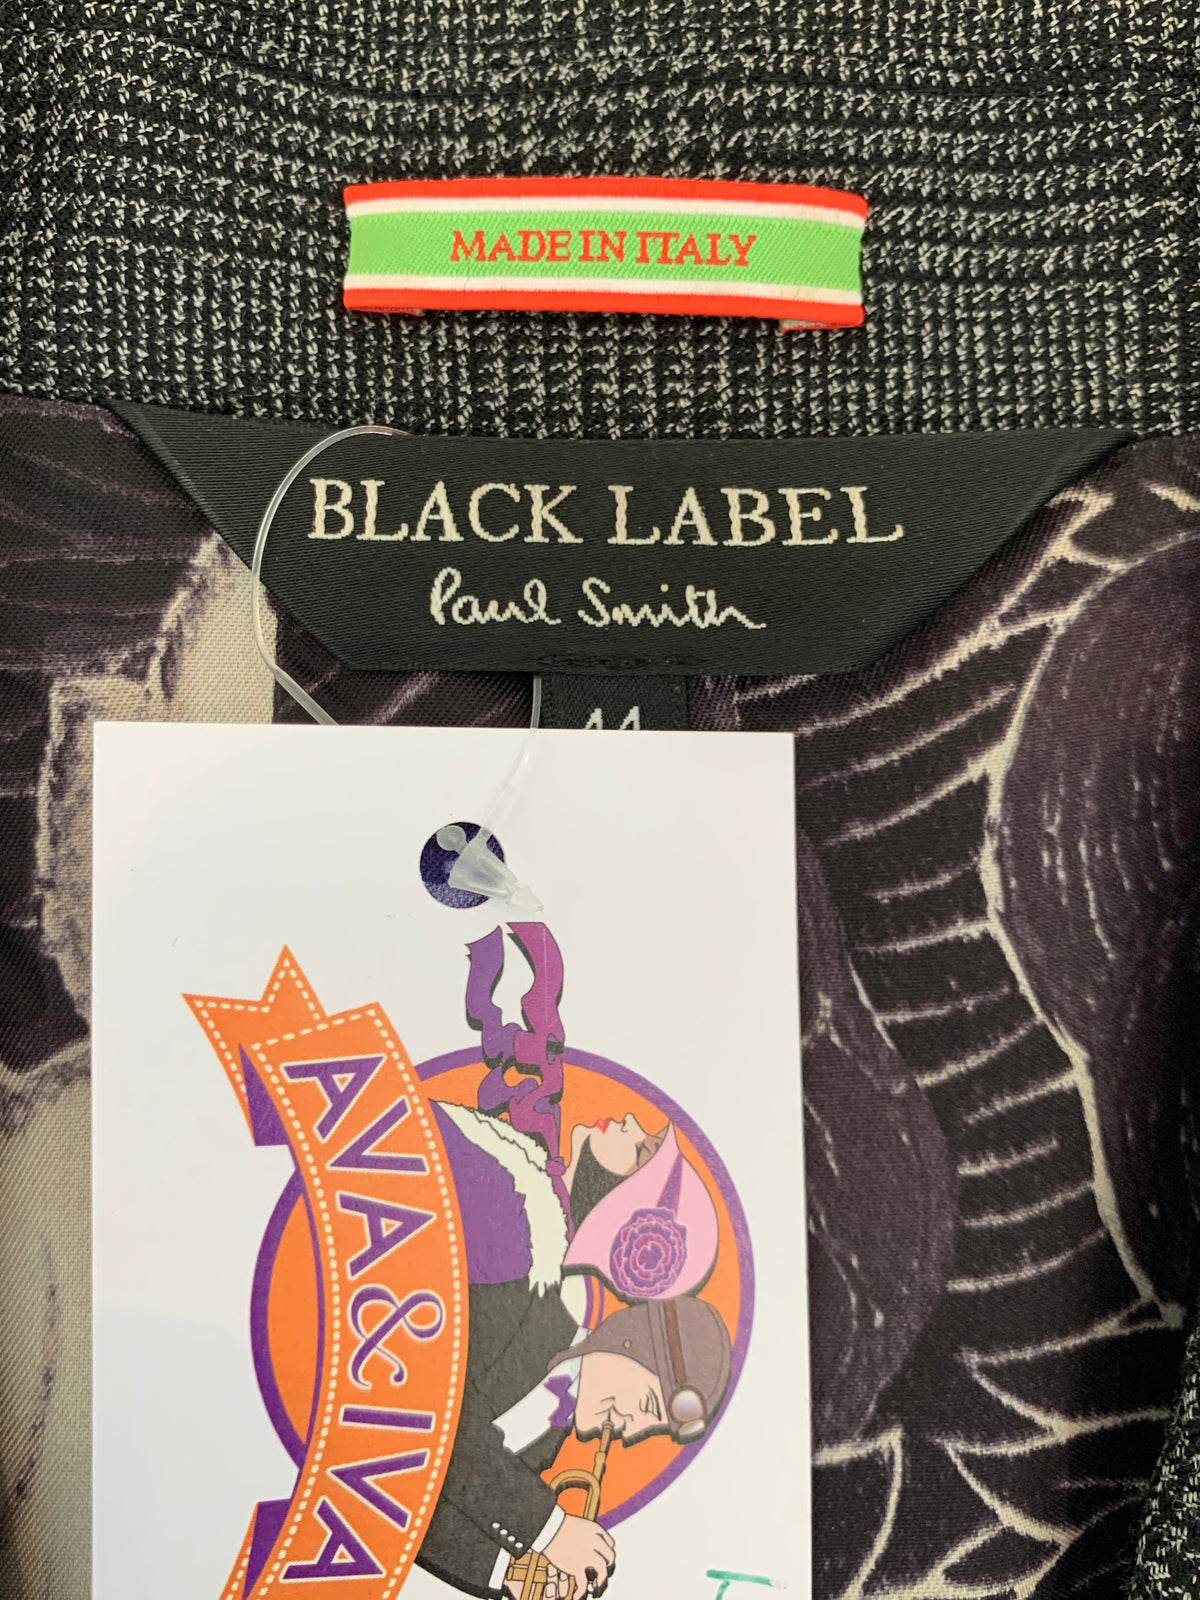 MADE IN ITALY
BLACK LABEL
Paul Smith
44
AVA & IVA